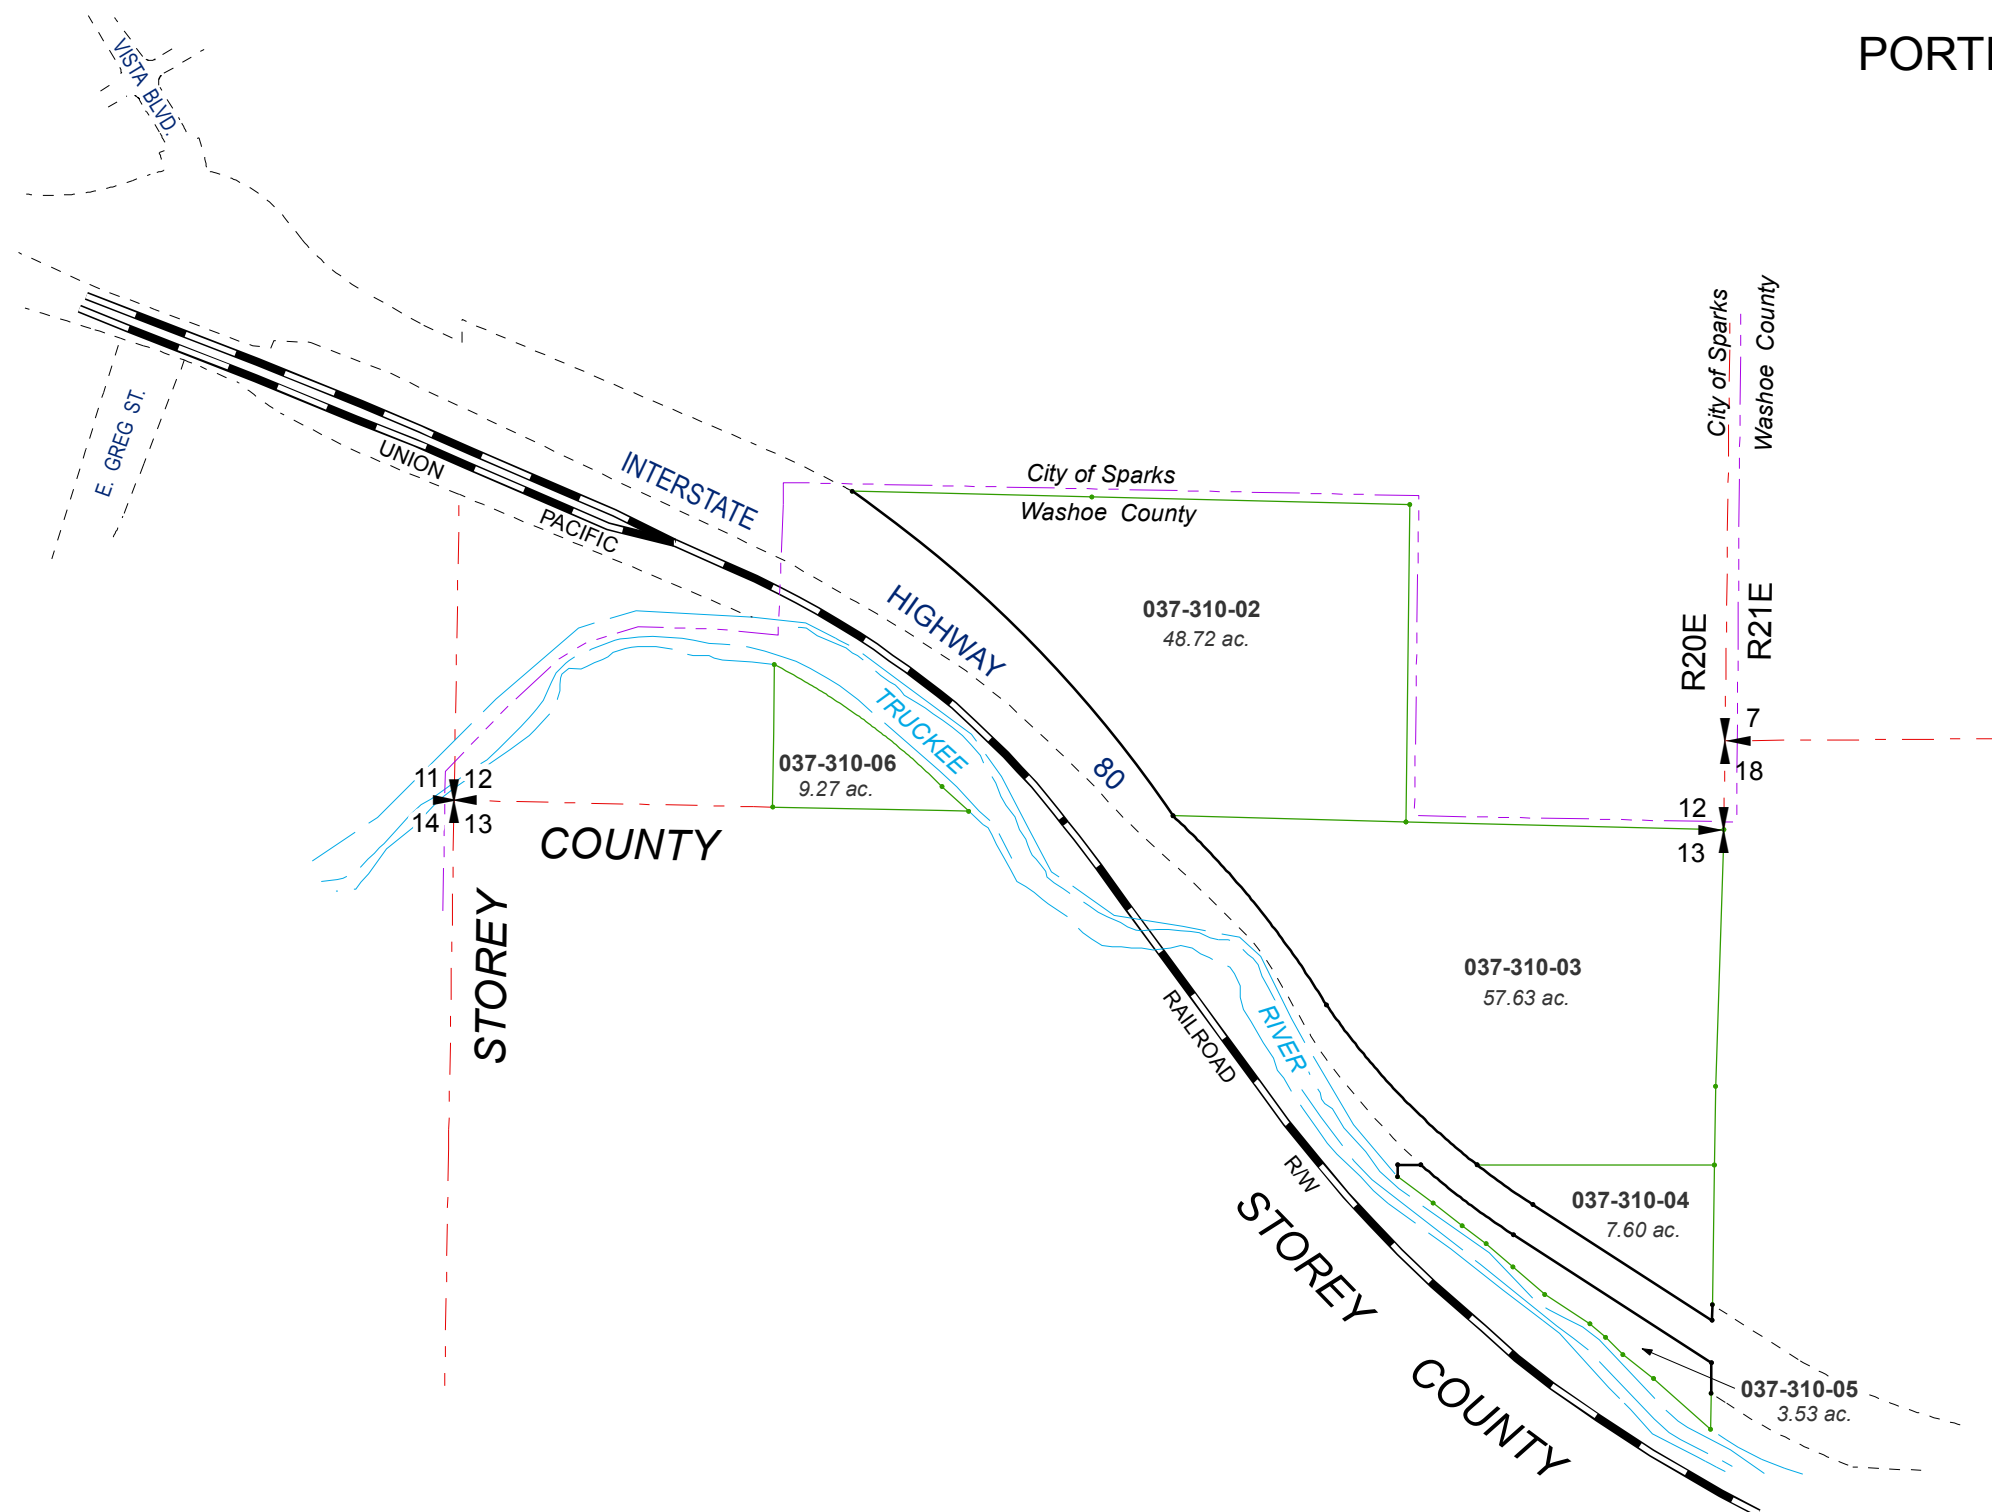 PORTI
VISTA BLVD.
E. GREG ST.
UNION
PACIFIC
INTERSTATE
HIGHWAY
80
City of Sparks
Washoe County
City of Sparks
Washoe County
R20E
R21E
037-310-02
48.72 ac.
7
18
12
13
TRUCKEE
037-310-06
9.27 ac.
11
12
14
13
COUNTY
STOREY
037-310-03
57.63 ac.
RIVER
RAILROAD
R/W
037-310-04
7.60 ac.
STOREY
COUNTY
037-310-05
3.53 ac.